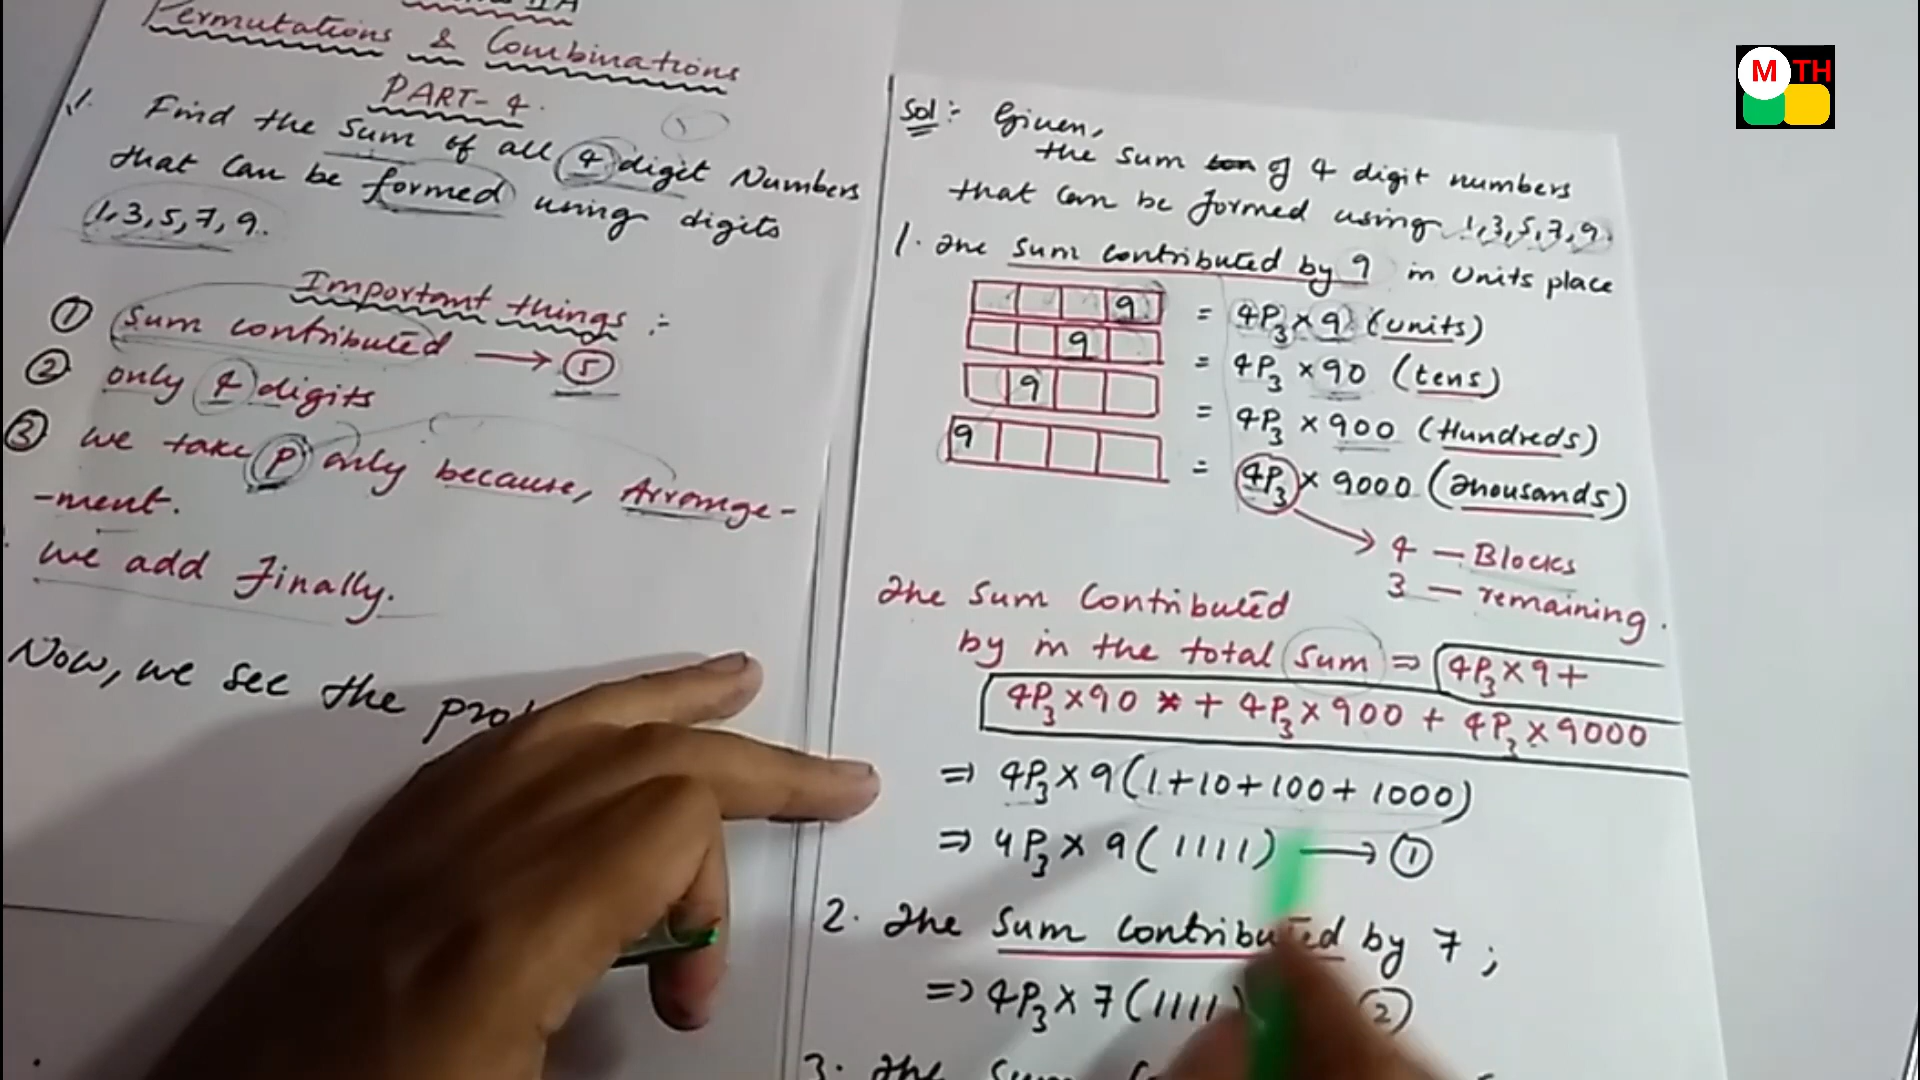 Permutations & Combinations
PART-4.
1. Find the sum of all 4 digit Numbers
that can be formed using digits
1,3,5,7,9.
Important things :-
① Sum contributed → ⑤
② only 4 digits
③ we take P only because, Arrange-
-ment.
we add finally.
Now, we see the
Sol:- Given,
the sum of 4 digit numbers
that can be formed using 1,3,5,7,9.
1. The sum contributed by 9 in Units place
9 = 4P₃ × 9 (units)
9 = 4P₃ × 90 (tens)
9 = 4P₃ × 900 (Hundreds)
9 = 4P₃ × 9000 (Thousands)
4 — Blocks
3 — remaining.
The Sum Contributed
by in the total Sum ⇒ 4P₃×9+
4P₃×90 + 4P₃×900 + 4P₃×9000
⇒ 4P₃×9(1+10+100+1000)
⇒ 4P₃×9(1111) → ①
2. The Sum Contributed by 7;
⇒ 4P₃×7(1111) ②
3. The Sum
M TH